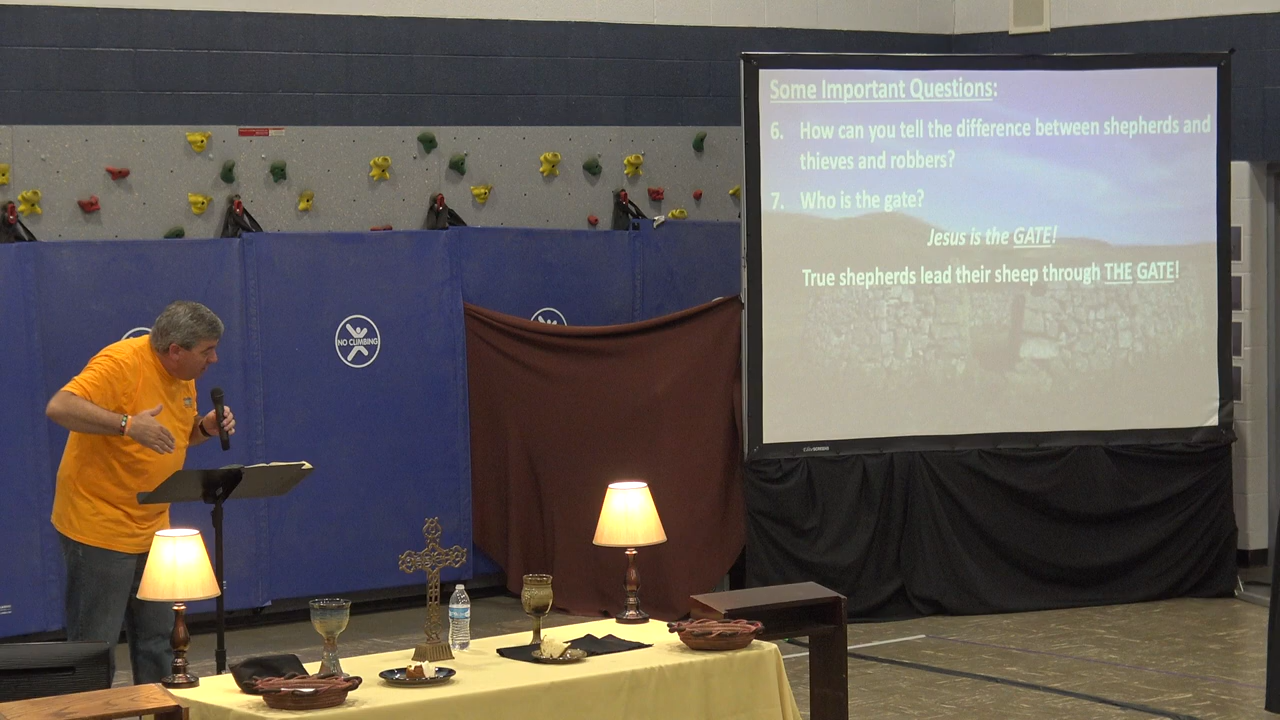 Some Important Questions:
6. How can you tell the difference between shepherds and
thieves and robbers?
7. Who is the gate?
Jesus is the GATE!
True shepherds lead their sheep through THE GATE!
NO CLIMBING